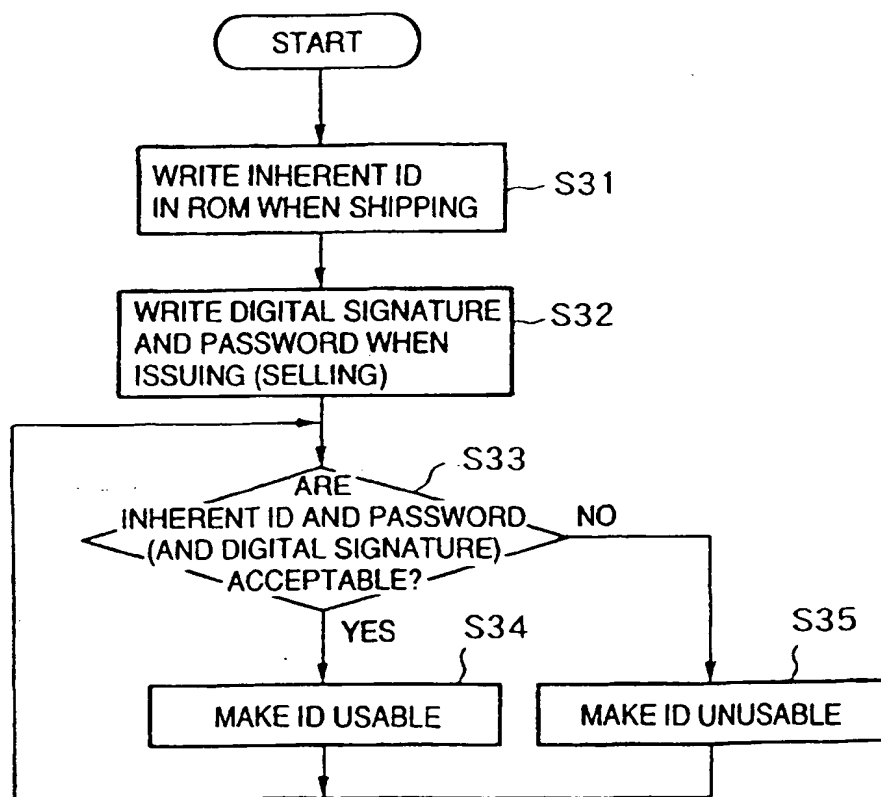 START
WRITE INHERENT ID
IN ROM WHEN SHIPPING
S31
WRITE DIGITAL SIGNATURE
AND PASSWORD WHEN
ISSUING (SELLING)
S32
S33
ARE
INHERENT ID AND PASSWORD
(AND DIGITAL SIGNATURE)
ACCEPTABLE?
NO
YES
S34
MAKE ID USABLE
S35
MAKE ID UNUSABLE